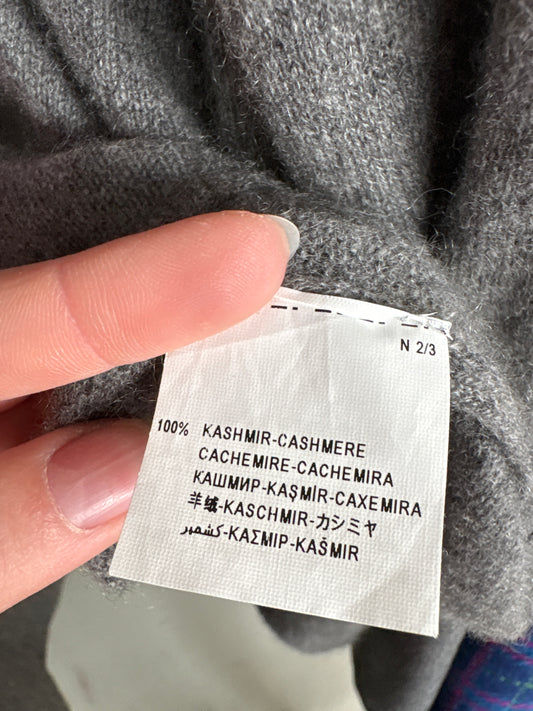 N 2/3
100% KASHMIR-CASHMERE
CACHEMIRE-CACHEMIRA
КАШМИР-KAŞMİR-CAXEMIRA
羊绒-KASCHMIR-カシミヤ
كشمير-ΚΑΣΜΙΡ-KAŠMIR